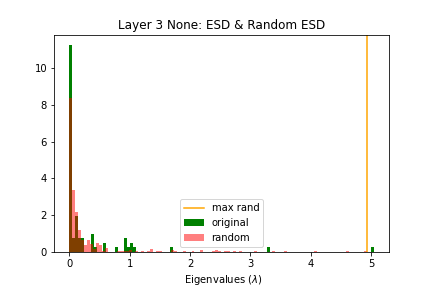 Layer 3 None: ESD & Random ESD
10
8
6
4
2
0
max rand
original
random
0 1 2 3 4 5
Eigenvalues (λ)